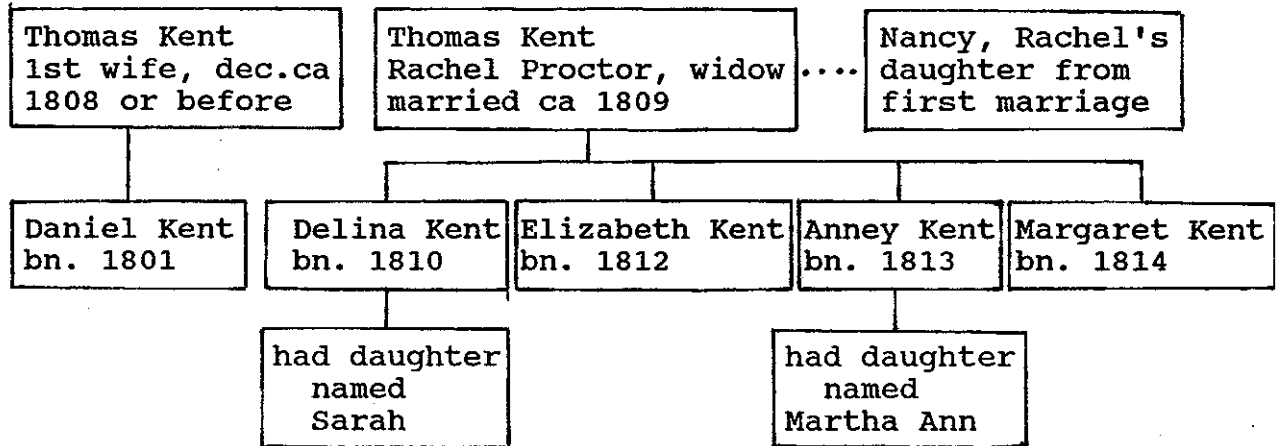 Thomas Kent
1st wife, dec.ca
1808 or before
Thomas Kent
Rachel Proctor, widow
married ca 1809
....
Nancy, Rachel's
daughter from
first marriage
Daniel Kent
bn. 1801
Delina Kent
bn. 1810
Elizabeth Kent
bn. 1812
Anney Kent
bn. 1813
Margaret Kent
bn. 1814
had daughter
named
Sarah
had daughter
named
Martha Ann